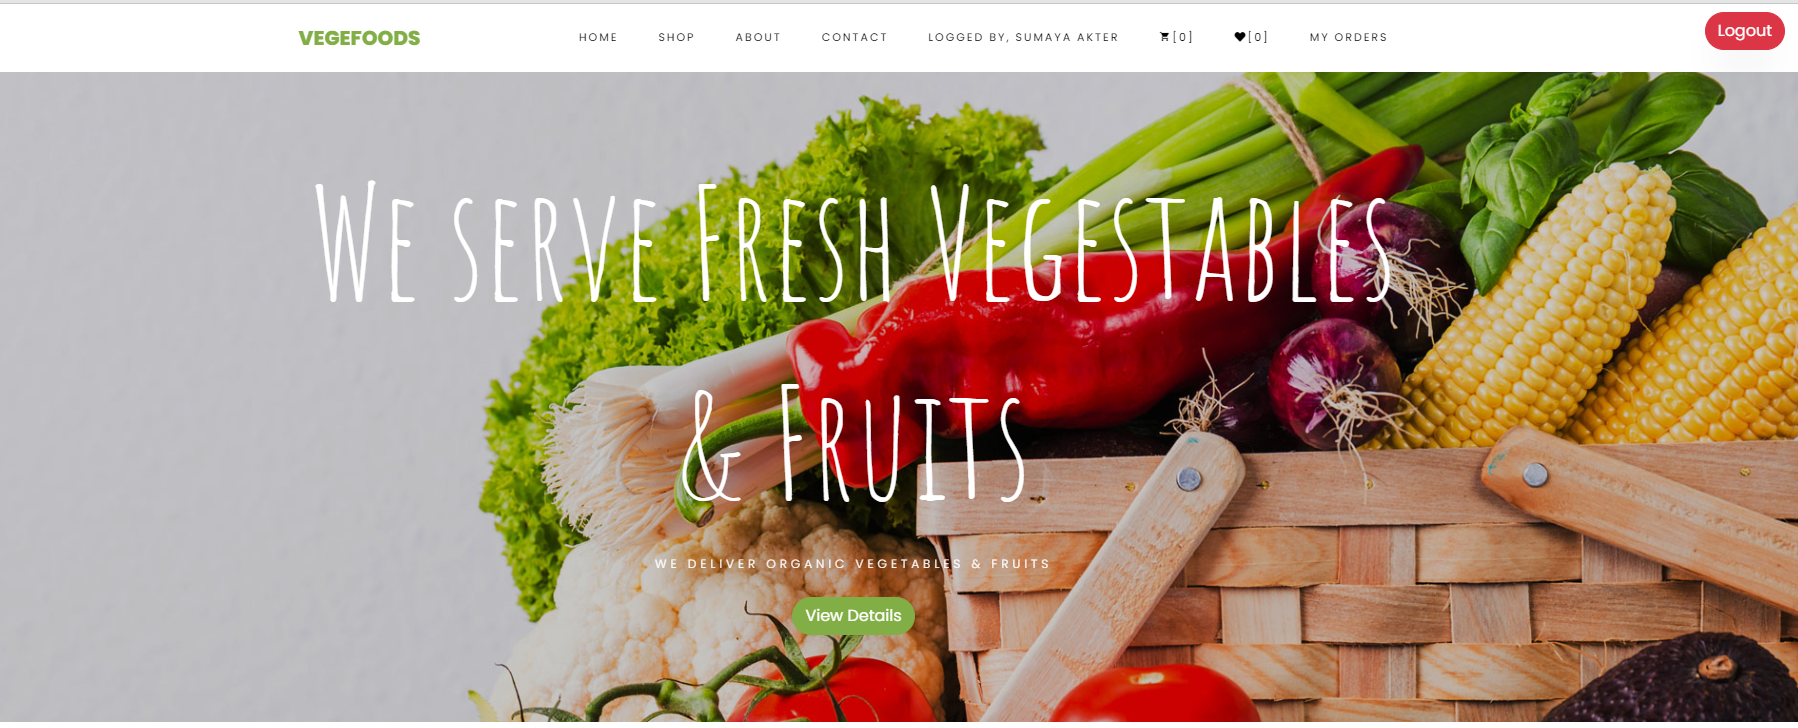 VEGEFOODS
HOME SHOP ABOUT CONTACT LOGGED BY, SUMAYA AKTER [0] [0] MY ORDERS
Logout
We serve Fresh Vegestables
& Fruits
WE DELIVER ORGANIC VEGETABLES & FRUITS
View Details